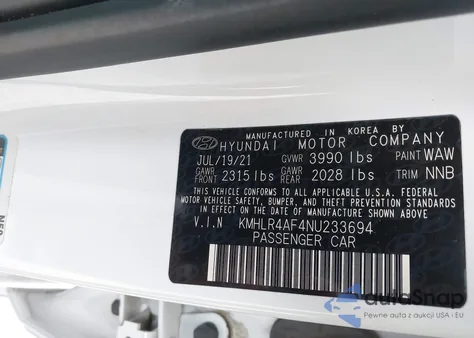 MANUFACTURED IN KOREA BY
HYUNDAI MOTOR COMPANY
JUL/19/21 GVWR 3990 lbs PAINT WAW
GAWR FRONT 2315 lbs GAWR REAR 2028 lbs TRIM NNB
THIS VEHICLE CONFORMS TO ALL APPLICABLE U.S.A. FEDERAL
MOTOR VEHICLE SAFETY, BUMPER, AND THEFT PREVENTION STANDARDS
IN EFFECT ON THE DATE OF MANUFACTURE SHOWN ABOVE.
V.I.N KMHLR4AF4NU233694
PASSENGER CAR
autoSnap
Pewne auta z aukcji USA i EU